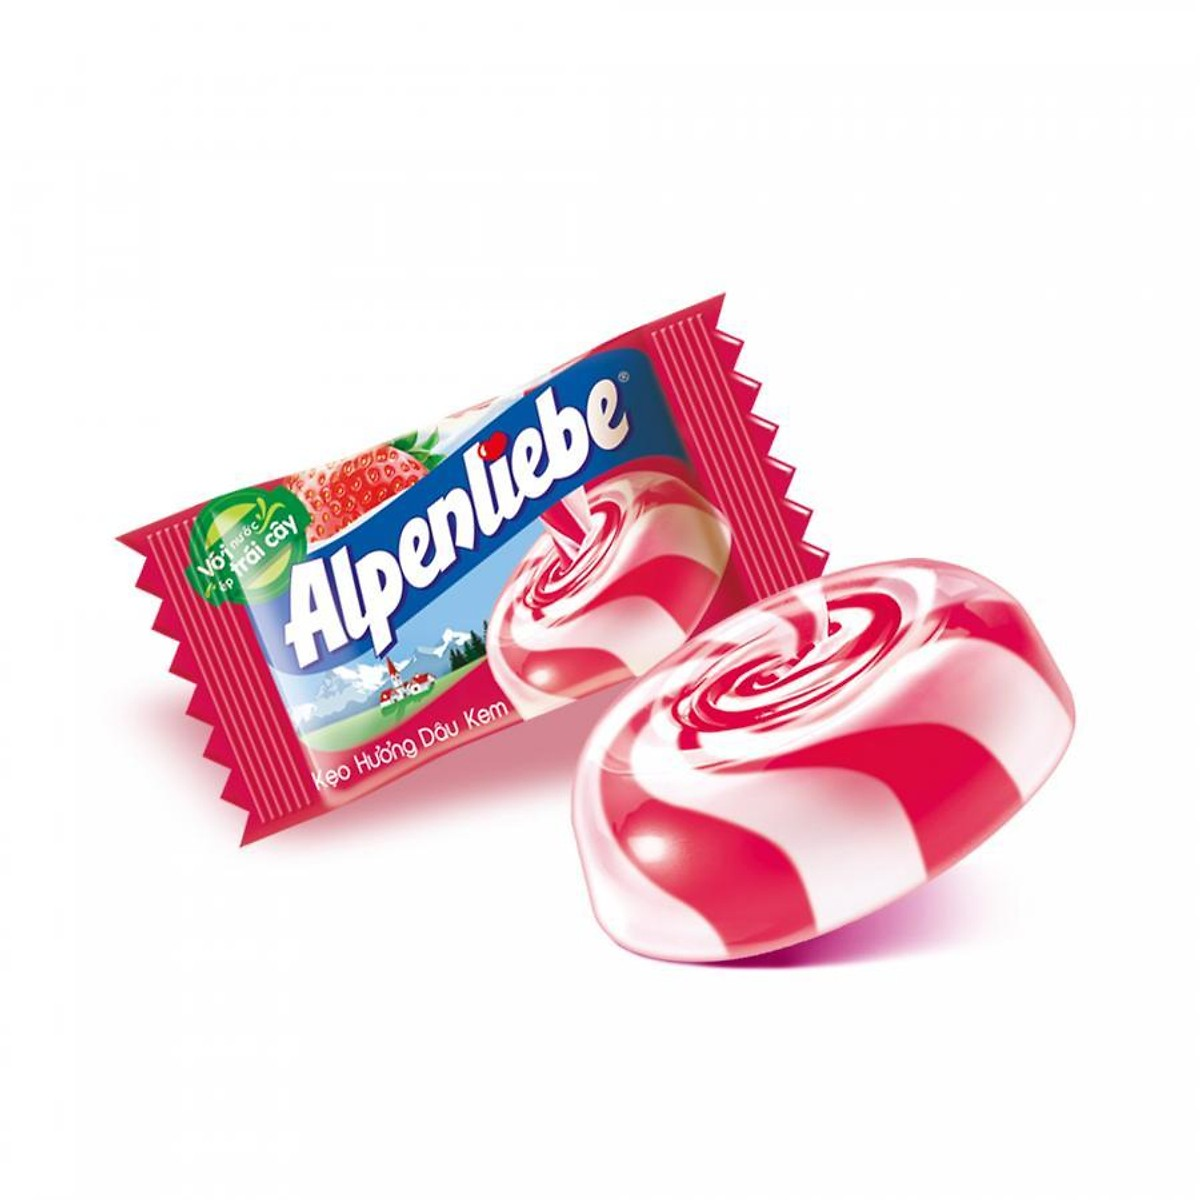 Với nước
ép trái cây
Alpenliebe®
Kẹo Hương Dâu Kem